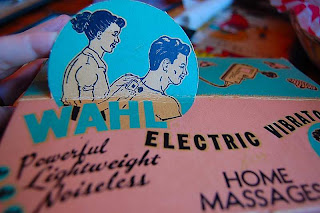 WAHL
ELECTRIC VIBRATO
Powerful
Lightweight
Noiseless
HOME
MASSAGES